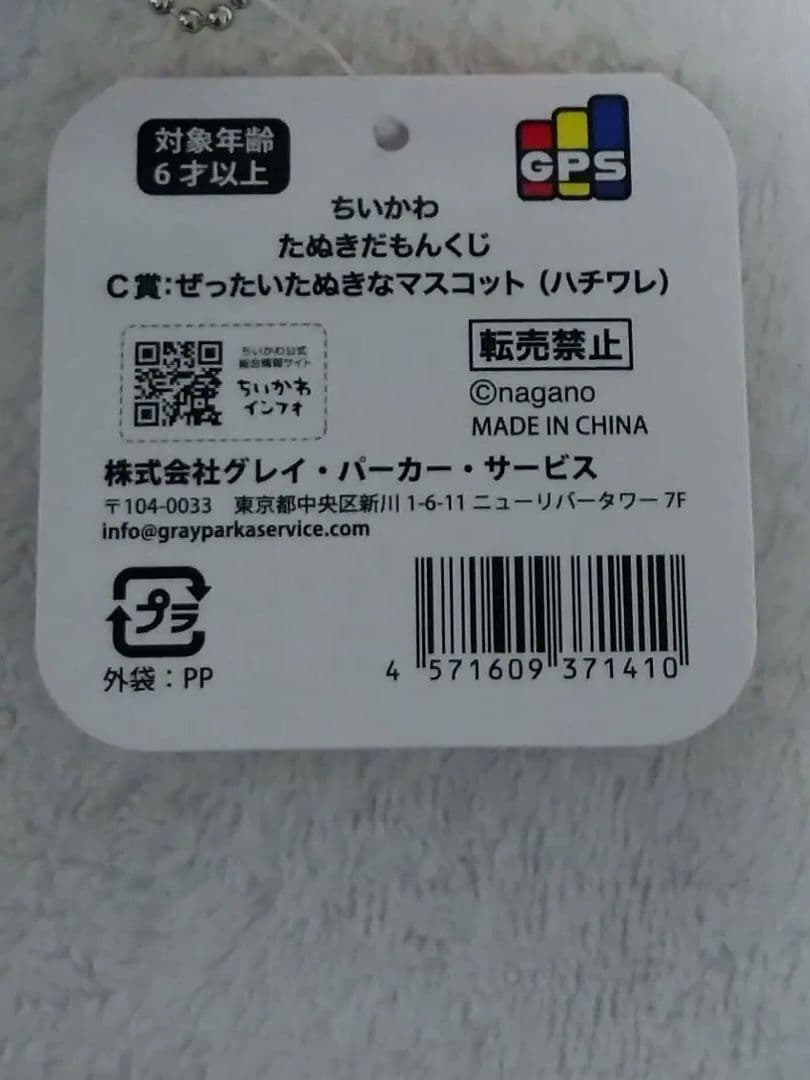 対象年齢
6才以上
GPS
ちいかわ
たぬきだもんくじ
C賞:ぜったいたぬきなマスコット(ハチワレ)
ちいかわ公式
総合情報サイト
ちいかわ
インフォ
転売禁止
©nagano
MADE IN CHINA
株式会社グレイ・パーカー・サービス
〒104-0033 東京都中央区新川1-6-11 ニューリバータワー 7F
info@grayparkaservice.com
プラ
外袋:PP
4 571609 371410